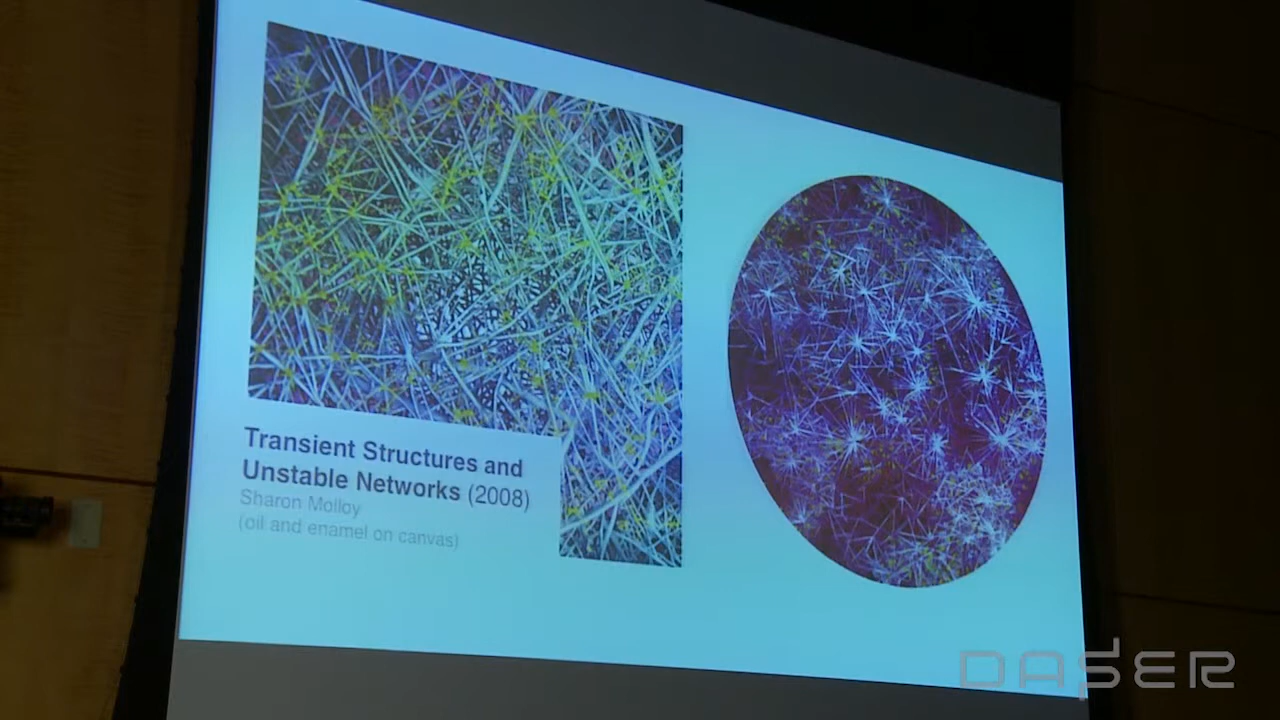 Transient Structures and
Unstable Networks (2008)
Sharon Molloy
(oil and enamel on canvas)
DASER